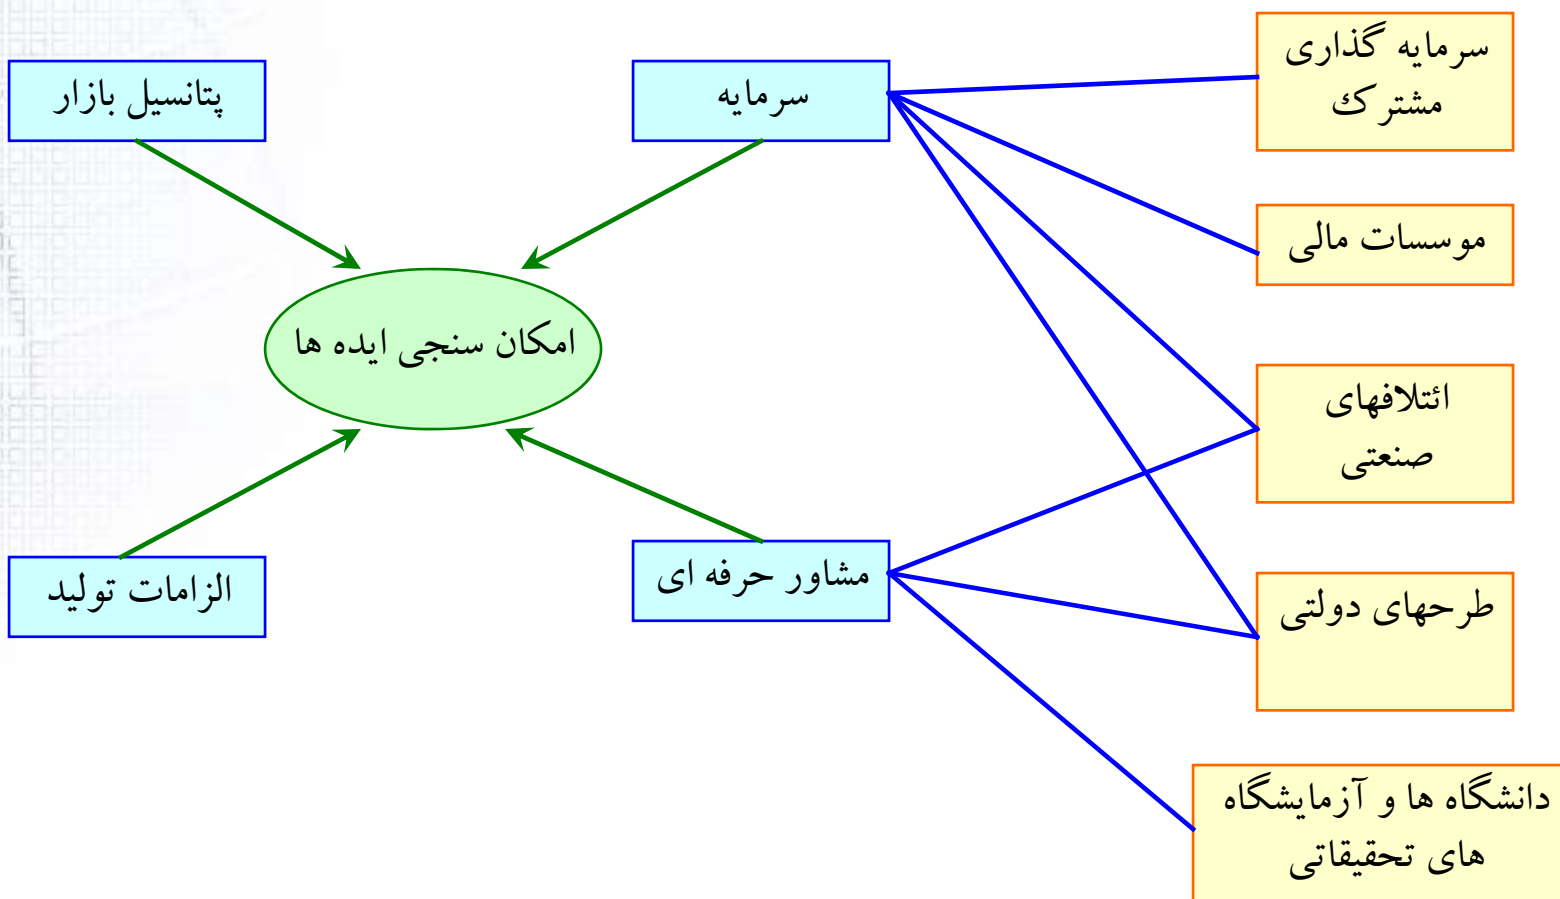 سرمایه گذاری
مشترک
سرمایه
پتانسیل بازار
موسسات مالی
امکان سنجی ایده ها
ائتلافهای
صنعتی
مشاور حرفه ای
الزامات تولید
طرحهای دولتی
دانشگاه ها و آزمایشگاه
های تحقیقاتی